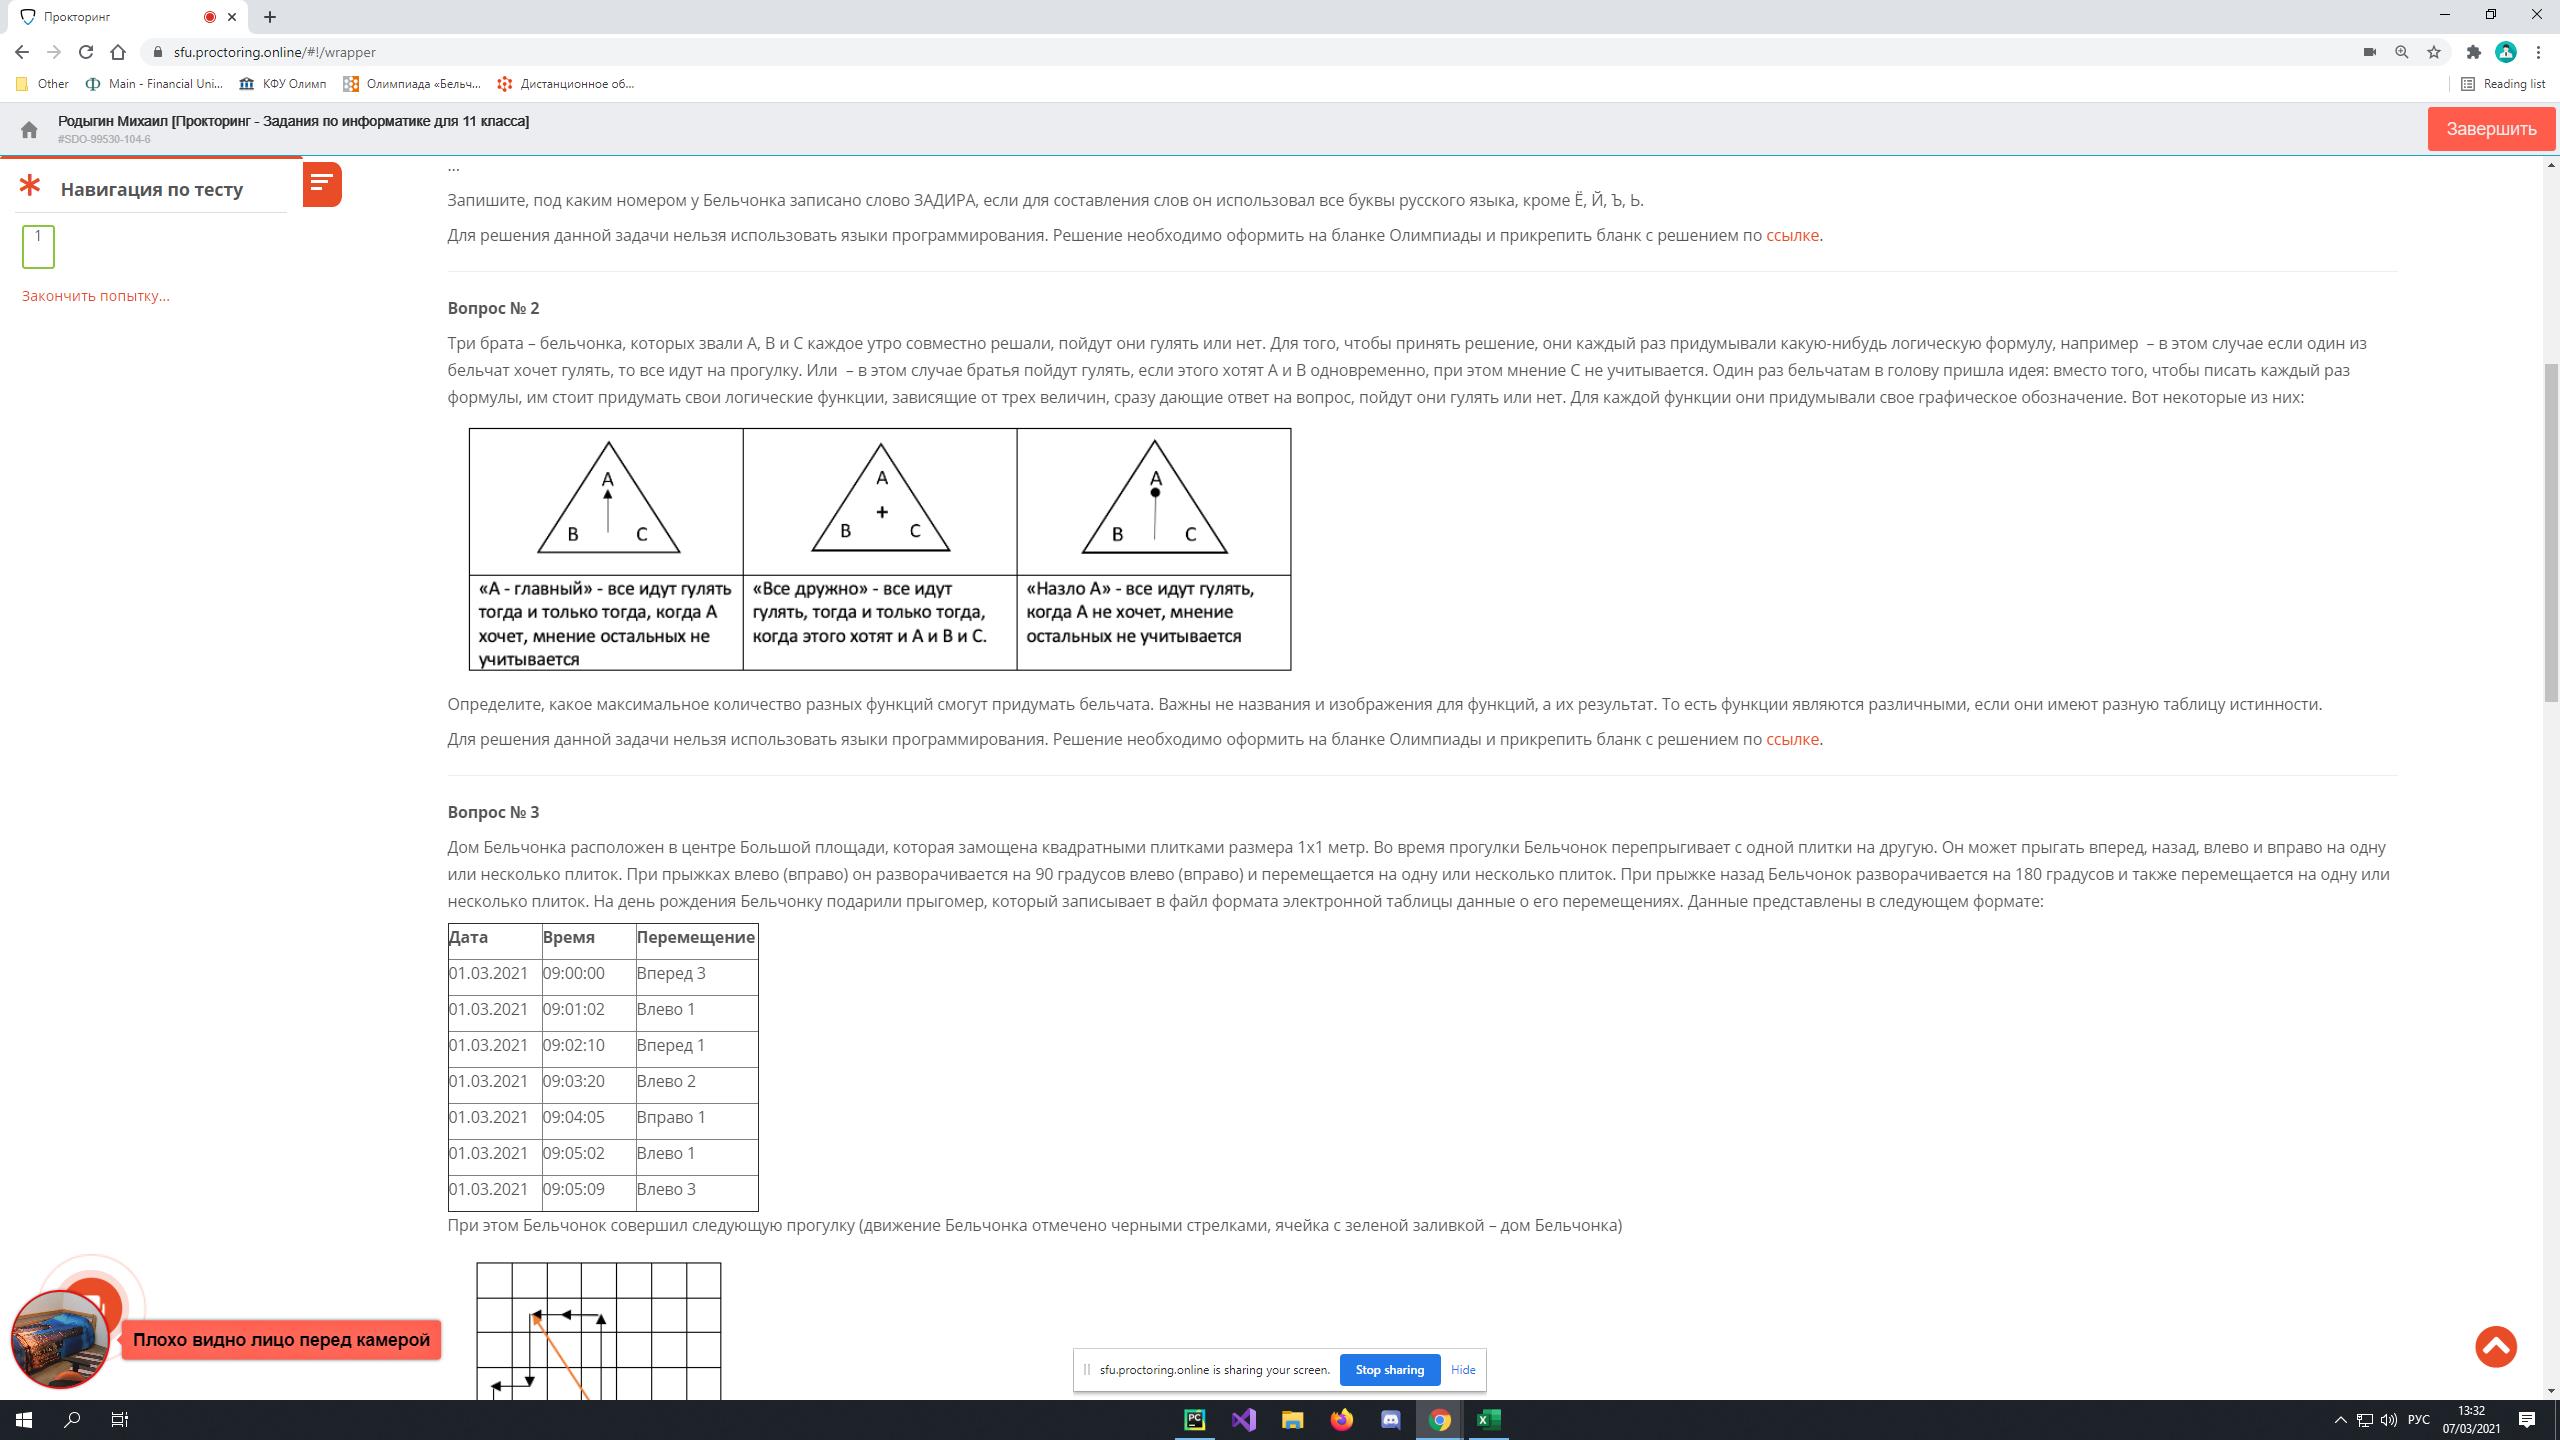 Прокторинг
sfu.proctoring.online/#!/wrapper
Other
Main - Financial Uni...
КФУ Олимп
Олимпиада «Бельч...
Дистанционное об...
Reading list
Родыгин Михаил [Прокторинг - Задания по информатике для 11 класса]
#SDO-99530-104-6
Завершить
Навигация по тесту
1
Закончить попытку...
...
Запишите, под каким номером у Бельчонка записано слово ЗАДИРА, если для составления слов он использовал все буквы русского языка, кроме Ё, Й, Ъ, Ь.
Для решения данной задачи нельзя использовать языки программирования. Решение необходимо оформить на бланке Олимпиады и прикрепить бланк с решением по ссылке.
Вопрос № 2
Три брата – бельчонка, которых звали А, В и С каждое утро совместно решали, пойдут они гулять или нет. Для того, чтобы принять решение, они каждый раз придумывали какую-нибудь логическую формулу, например  – в этом случае если один из
бельчат хочет гулять, то все идут на прогулку. Или  – в этом случае братья пойдут гулять, если этого хотят А и В одновременно, при этом мнение С не учитывается. Один раз бельчатам в голову пришла идея: вместо того, чтобы писать каждый раз
формулы, им стоит придумать свои логические функции, зависящие от трех величин, сразу дающие ответ на вопрос, пойдут они гулять или нет. Для каждой функции они придумывали свое графическое обозначение. Вот некоторые из них:
A
B C
A
+
B C
A
B C
«А - главный» - все идут гулять
тогда и только тогда, когда А
хочет, мнение остальных не
учитывается
«Все дружно» - все идут
гулять, тогда и только тогда,
когда этого хотят и А и В и С.
«Назло А» - все идут гулять,
когда А не хочет, мнение
остальных не учитывается
Определите, какое максимальное количество разных функций смогут придумать бельчата. Важны не названия и изображения для функций, а их результат. То есть функции являются различными, если они имеют разную таблицу истинности.
Для решения данной задачи нельзя использовать языки программирования. Решение необходимо оформить на бланке Олимпиады и прикрепить бланк с решением по ссылке.
Вопрос № 3
Дом Бельчонка расположен в центре Большой площади, которая замощена квадратными плитками размера 1х1 метр. Во время прогулки Бельчонок перепрыгивает с одной плитки на другую. Он может прыгать вперед, назад, влево и вправо на одну
или несколько плиток. При прыжках влево (вправо) он разворачивается на 90 градусов влево (вправо) и перемещается на одну или несколько плиток. При прыжке назад Бельчонок разворачивается на 180 градусов и также перемещается на одну или
несколько плиток. На день рождения Бельчонку подарили прыгомер, который записывает в файл формата электронной таблицы данные о его перемещениях. Данные представлены в следующем формате:
Дата Время Перемещение
01.03.2021 09:00:00 Вперед 3
01.03.2021 09:01:02 Влево 1
01.03.2021 09:02:10 Вперед 1
01.03.2021 09:03:20 Влево 2
01.03.2021 09:04:05 Вправо 1
01.03.2021 09:05:02 Влево 1
01.03.2021 09:05:09 Влево 3
При этом Бельчонок совершил следующую прогулку (движение Бельчонка отмечено черными стрелками, ячейка с зеленой заливкой – дом Бельчонка)
Плохо видно лицо перед камерой
sfu.proctoring.online is sharing your screen.
Stop sharing
Hide
PC
РУС
13:32
07/03/2021